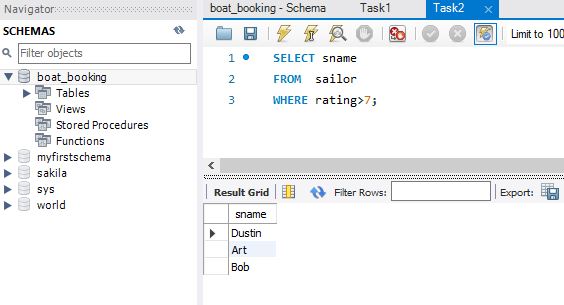 Navigator
boat_booking - Schema Task1 Task2
SCHEMAS
Filter objects
Limit to 100
boat_booking
Tables
Views
Stored Procedures
Functions
myfirstschema
sakila
sys
world
1 SELECT sname
2 FROM sailor
3 WHERE rating>7;
Result Grid Filter Rows: Export:
sname
Dustin
Art
Bob